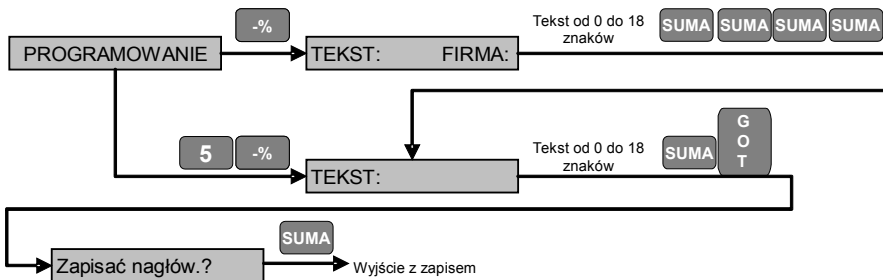 -%
Tekst od 0 do 18
znaków
SUMA SUMA SUMA SUMA
PROGRAMOWANIE
TEKST: FIRMA:
5 -%
Tekst od 0 do 18
znaków
SUMA
G
O
T
TEKST:
SUMA
Zapisać nagłów.?
Wyjście z zapisem